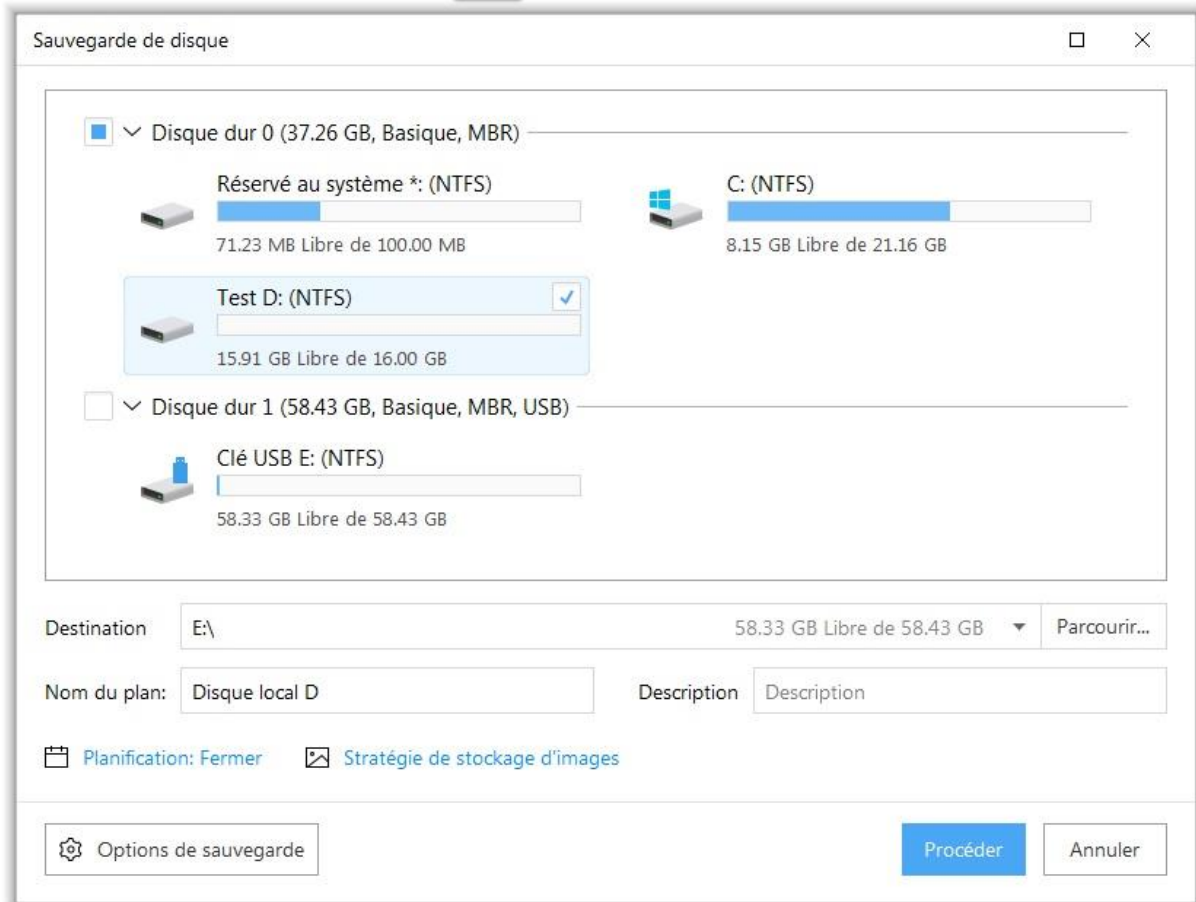 Sauvegarde de disque
Disque dur 0 (37.26 GB, Basique, MBR)
Réservé au système *: (NTFS)
71.23 MB Libre de 100.00 MB
C: (NTFS)
8.15 GB Libre de 21.16 GB
Test D: (NTFS)
15.91 GB Libre de 16.00 GB
Disque dur 1 (58.43 GB, Basique, MBR, USB)
Clé USB E: (NTFS)
58.33 GB Libre de 58.43 GB
Destination E:\ 58.33 GB Libre de 58.43 GB Parcourir...
Nom du plan: Disque local D Description Description
Planification: Fermer Stratégie de stockage d'images
Options de sauvegarde Procéder Annuler